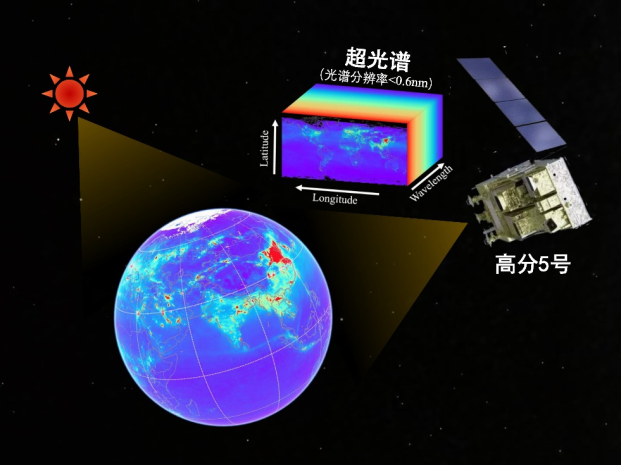 超光谱
(光谱分辨率<0.6nm)
Latitude
Longitude
Wavelength
高分5号